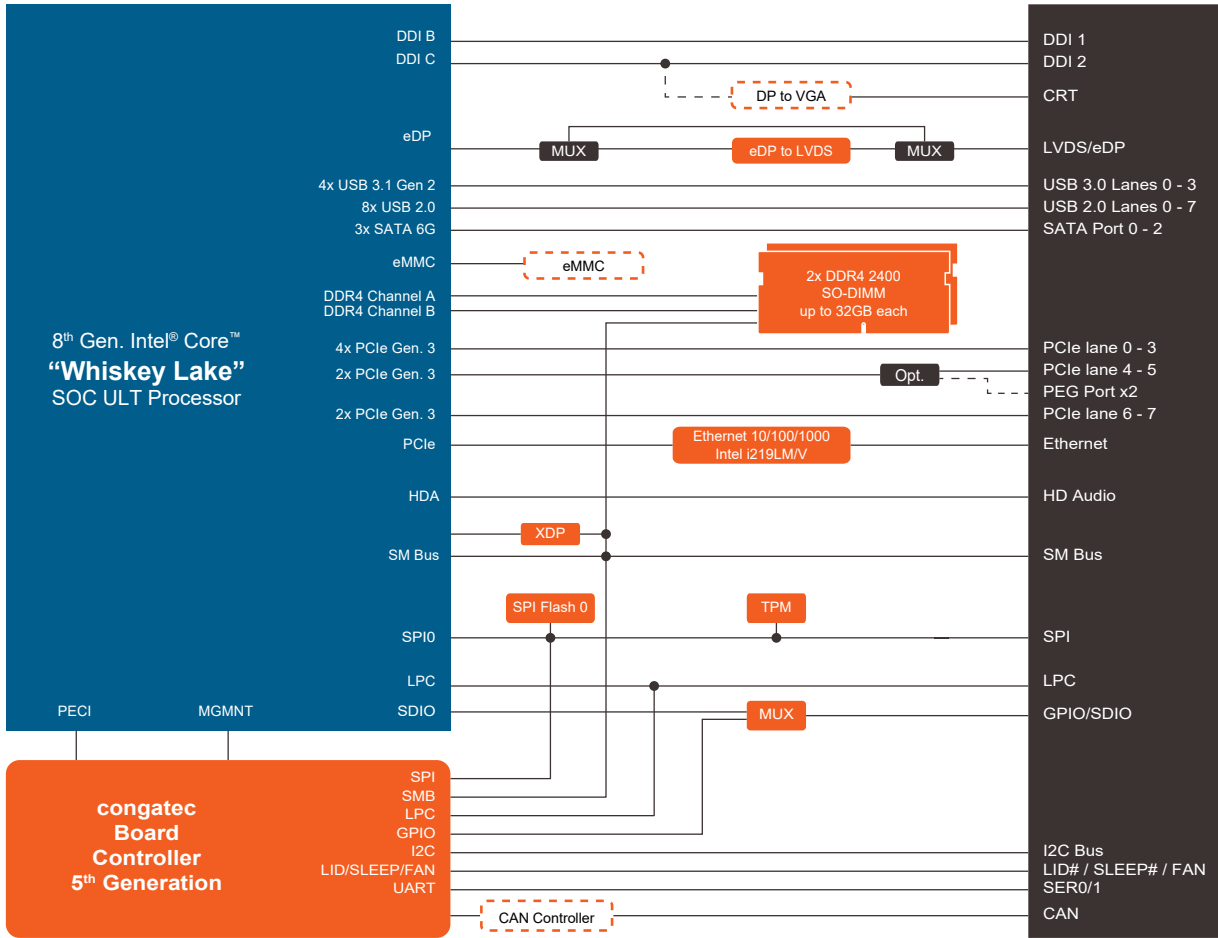 DDI B
DDI C
eDP
4x USB 3.1 Gen 2
8x USB 2.0
3x SATA 6G
eMMC
DDR4 Channel A
DDR4 Channel B
4x PCIe Gen. 3
2x PCIe Gen. 3
2x PCIe Gen. 3
PCIe
HDA
SM Bus
SPI0
LPC
SDIO
8th Gen. Intel® Core™
“Whiskey Lake”
SOC ULT Processor
PECI
MGMNT
DP to VGA
MUX
eDP to LVDS
MUX
eMMC
2x DDR4 2400
SO-DIMM
up to 32GB each
Opt.
Ethernet 10/100/1000
Intel i219LM/V
XDP
SPI Flash 0
TPM
MUX
congatec
Board
Controller
5th Generation
SPI
SMB
LPC
GPIO
I2C
LID/SLEEP/FAN
UART
CAN Controller
DDI 1
DDI 2
CRT
LVDS/eDP
USB 3.0 Lanes 0 - 3
USB 2.0 Lanes 0 - 7
SATA Port 0 - 2
PCIe lane 0 - 3
PCIe lane 4 - 5
PEG Port x2
PCIe lane 6 - 7
Ethernet
HD Audio
SM Bus
SPI
LPC
GPIO/SDIO
I2C Bus
LID# / SLEEP# / FAN
SER0/1
CAN